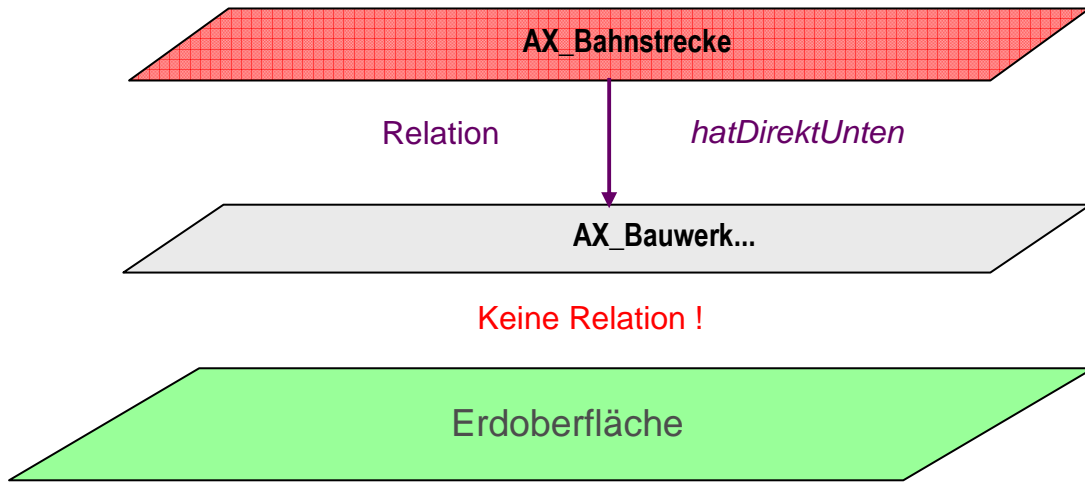 AX_Bahnstrecke
Relation hatDirektUnten
AX_Bauwerk...
Keine Relation !
Erdoberfläche